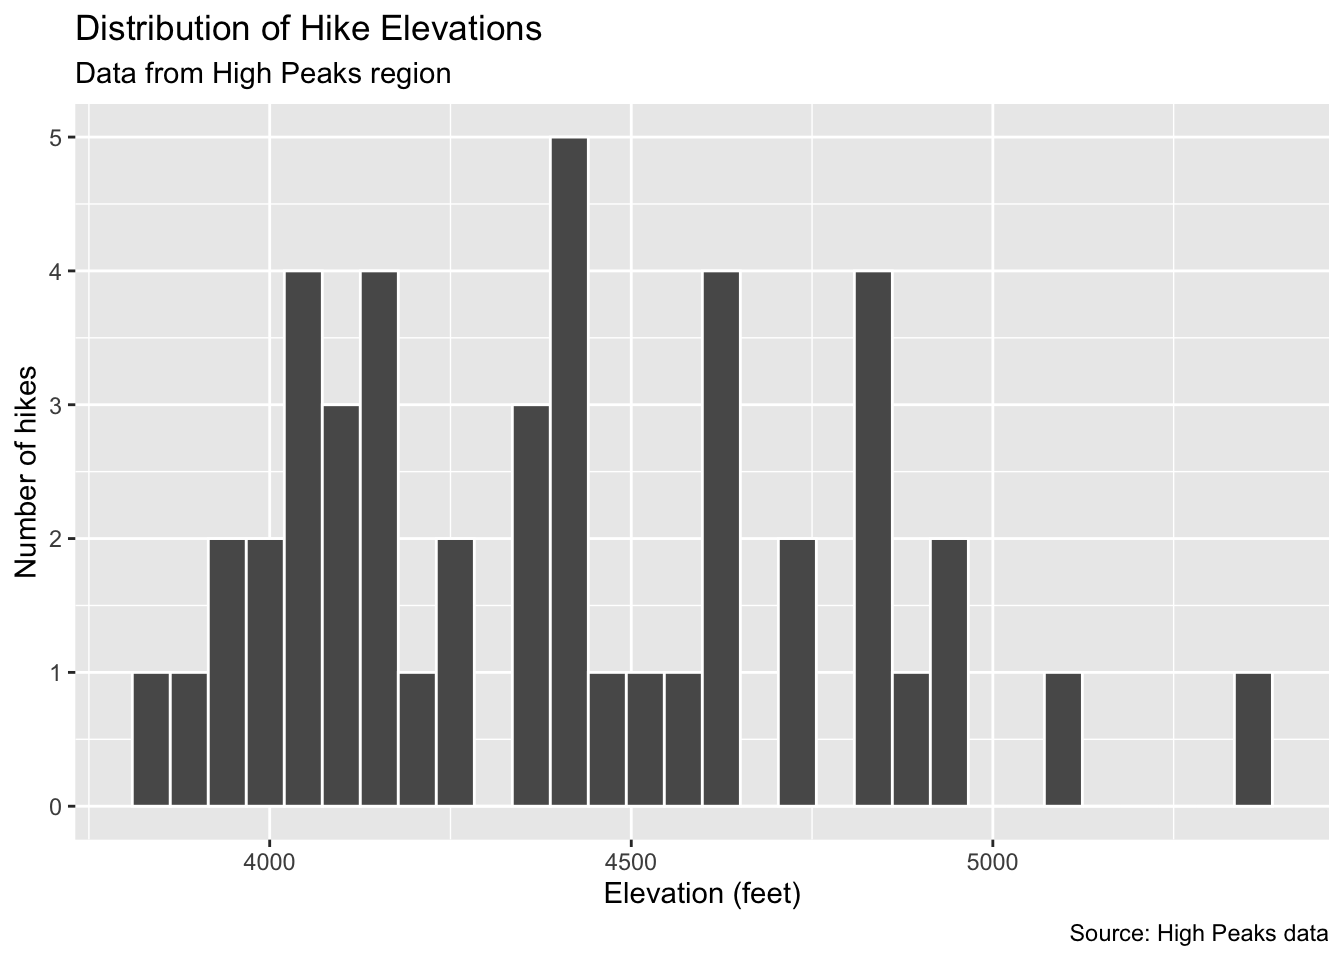 Distribution of Hike Elevations
Data from High Peaks region
5
4
3
2
1
0
Number of hikes
4000 4500 5000
Elevation (feet)
Source: High Peaks data